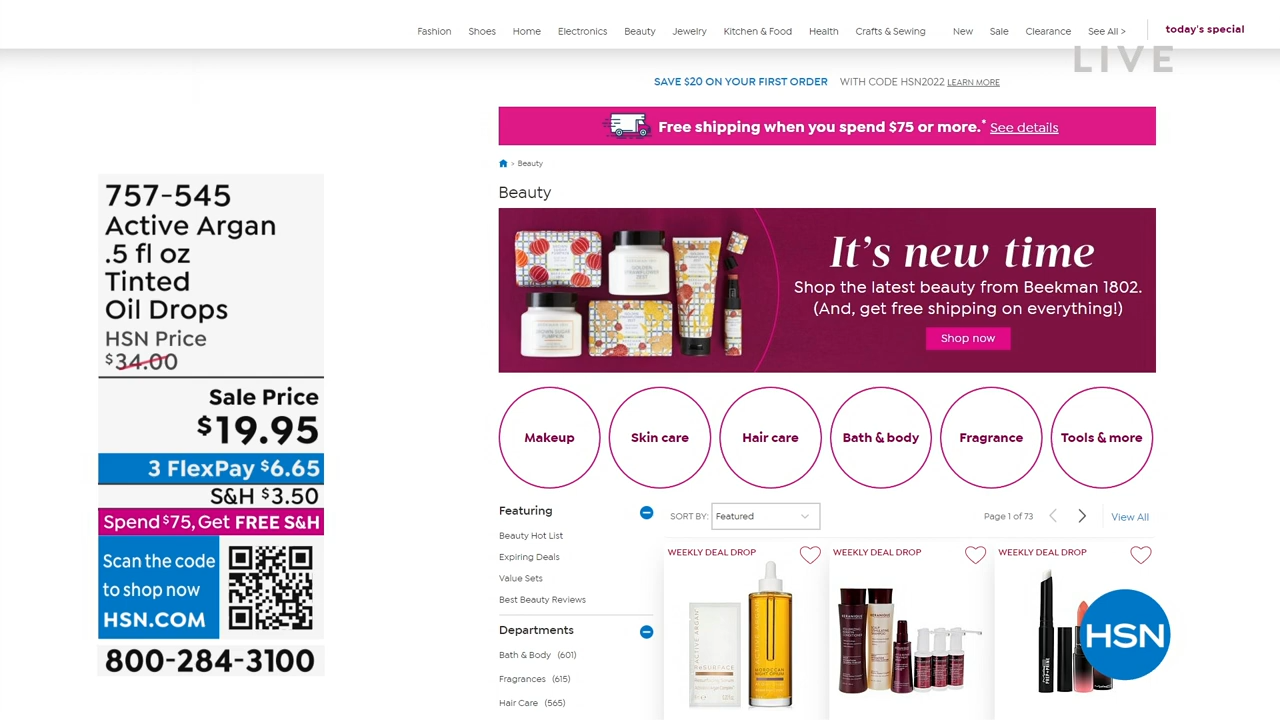 Fashion Shoes Home Electronics Beauty Jewelry Kitchen & Food Health Crafts & Sewing New Sale Clearance See All > today's special
LIVE
SAVE $20 ON YOUR FIRST ORDER WITH CODE HSN2022 LEARN MORE
Free shipping when you spend $75 or more.* See details
> Beauty
Beauty
It's new time
Shop the latest beauty from Beekman 1802.
(And, get free shipping on everything!)
Shop now
Makeup
Skin care
Hair care
Bath & body
Fragrance
Tools & more
Featuring
Beauty Hot List
Expiring Deals
Value Sets
Best Beauty Reviews
Departments
Bath & Body (601)
Fragrances (615)
Hair Care (565)
SORT BY: Featured
Page 1 of 73
View All
WEEKLY DEAL DROP
WEEKLY DEAL DROP
WEEKLY DEAL DROP
757-545
Active Argan
.5 fl oz
Tinted
Oil Drops
HSN Price
$34.00
Sale Price
$19.95
3 FlexPay $6.65
S&H $3.50
Spend $75, Get FREE S&H
Scan the code
to shop now
HSN.COM
800-284-3100
HSN